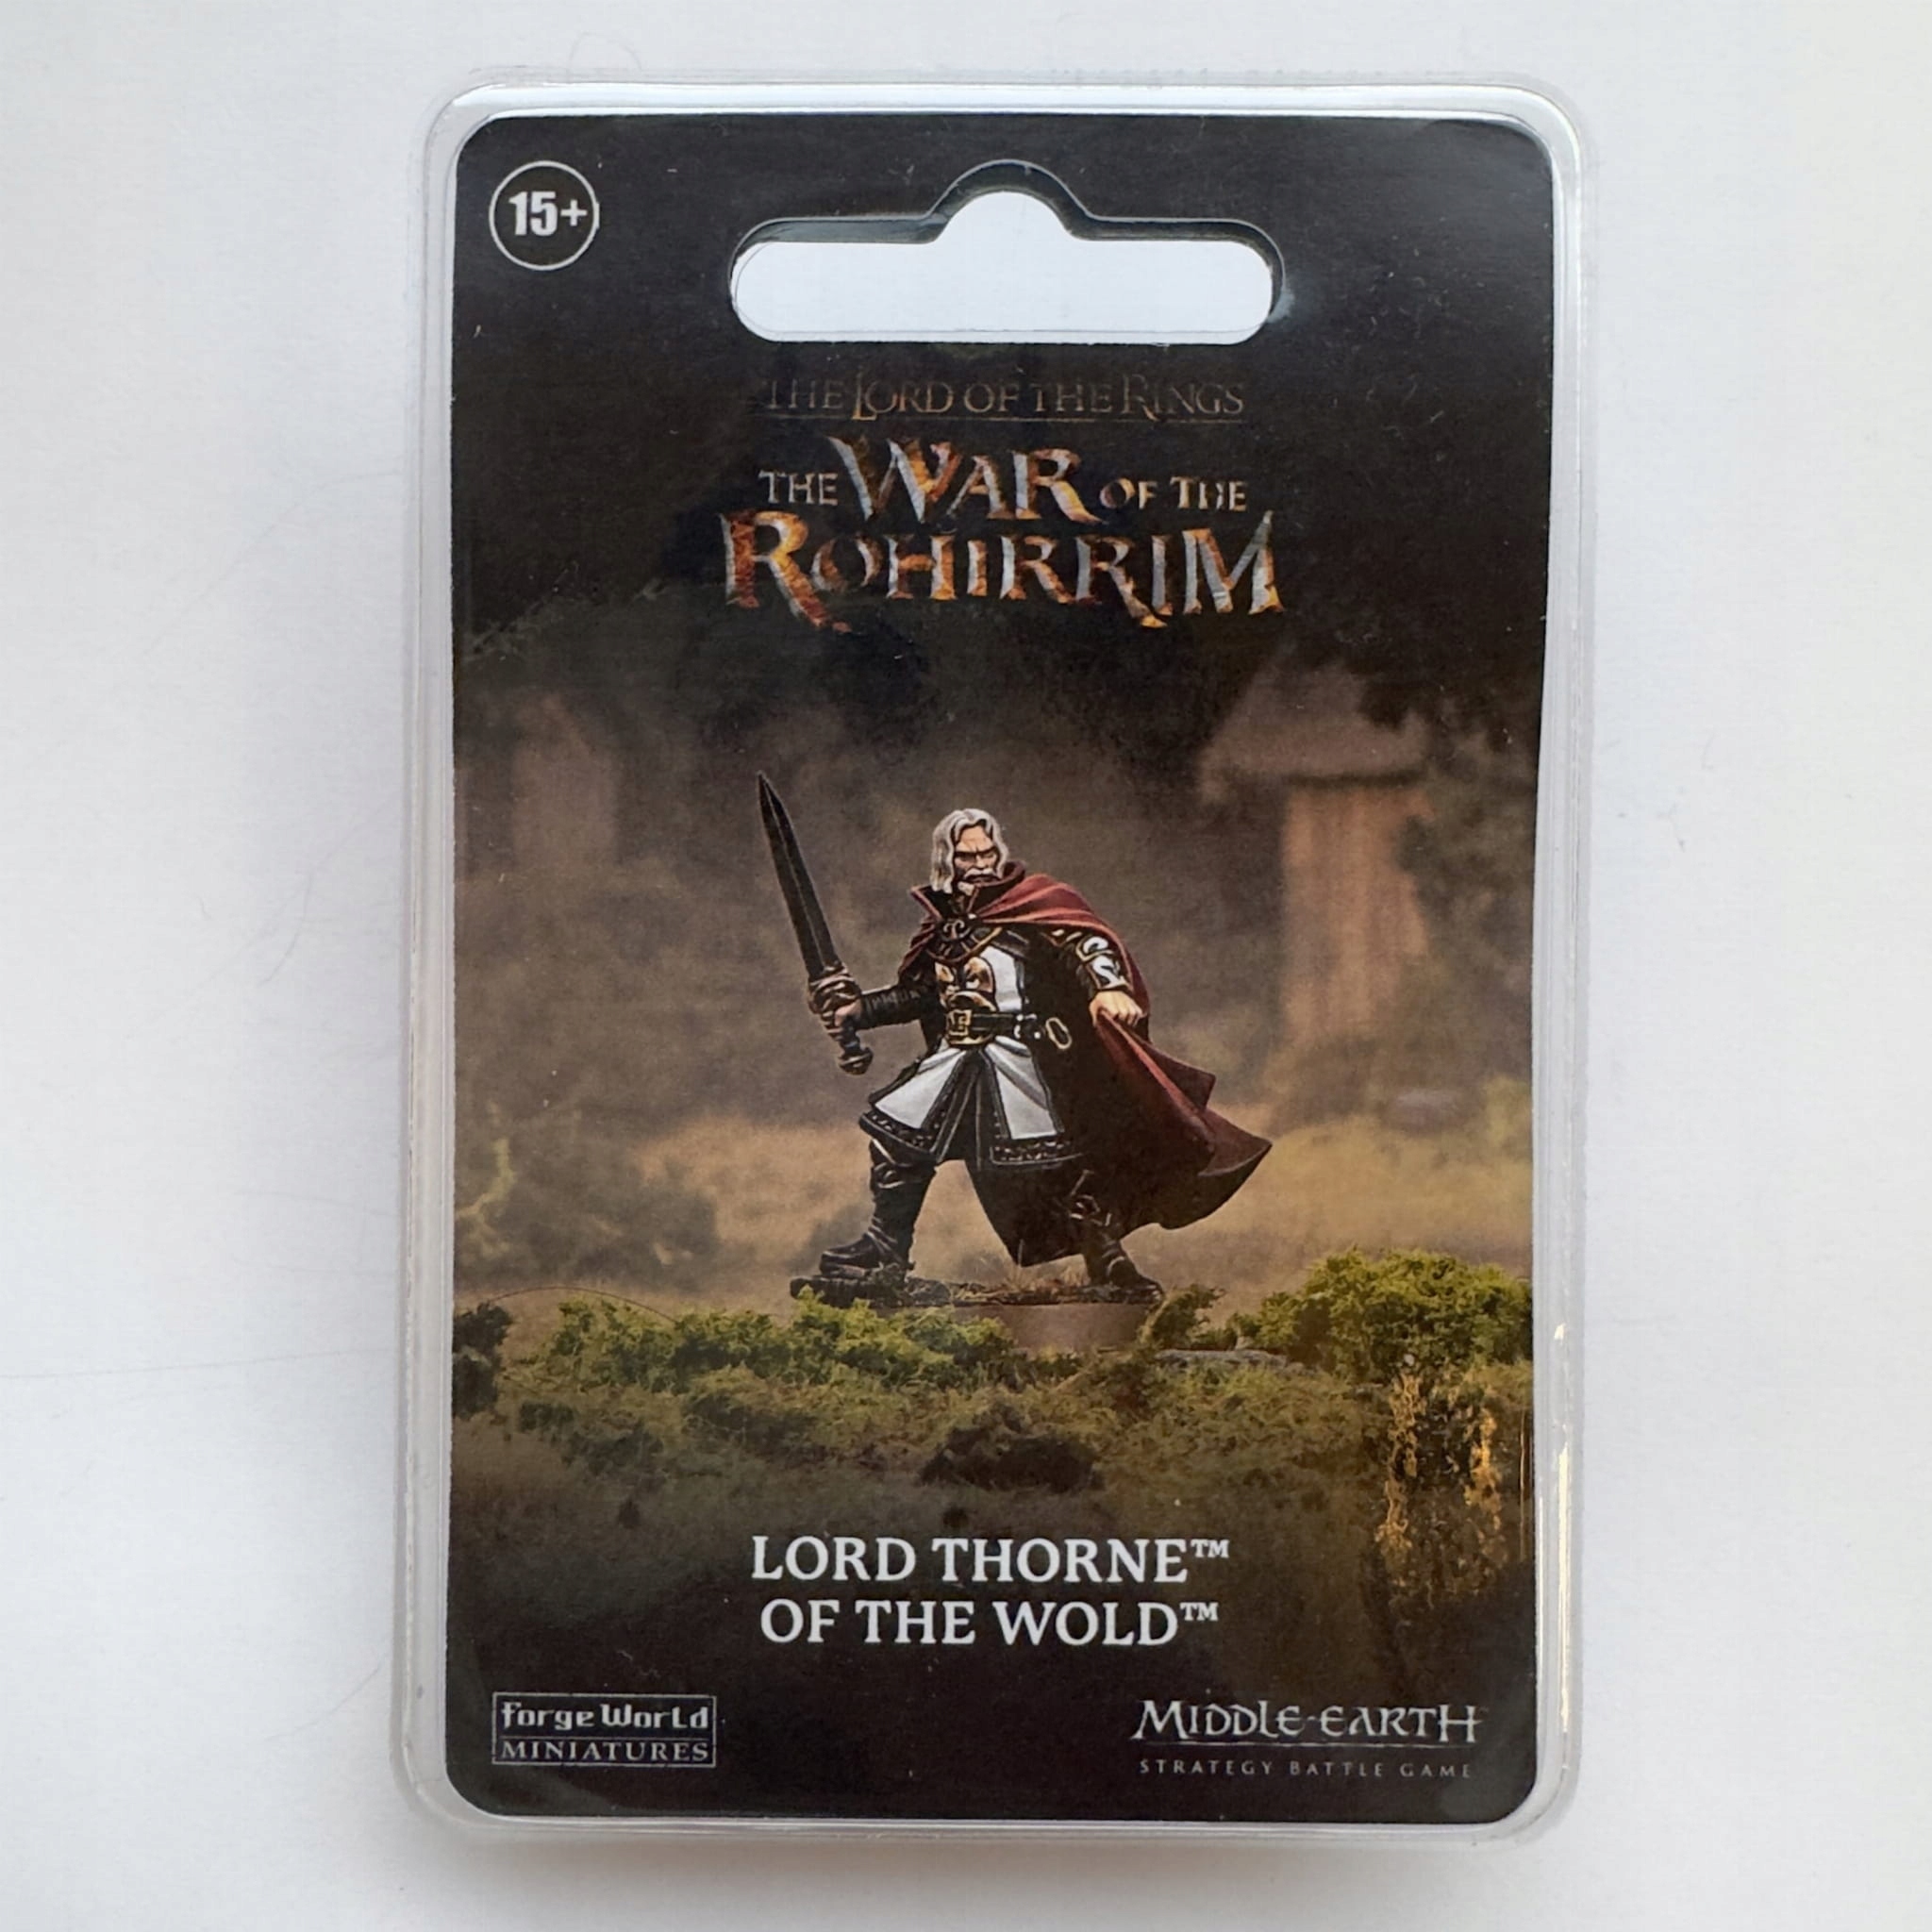 15+
THE LORD OF THE RINGS
THE WAR OF THE
ROHIRRIM
LORD THORNE™
OF THE WOLD™
Forge World
MINIATURES
MIDDLE-EARTH
STRATEGY BATTLE GAME